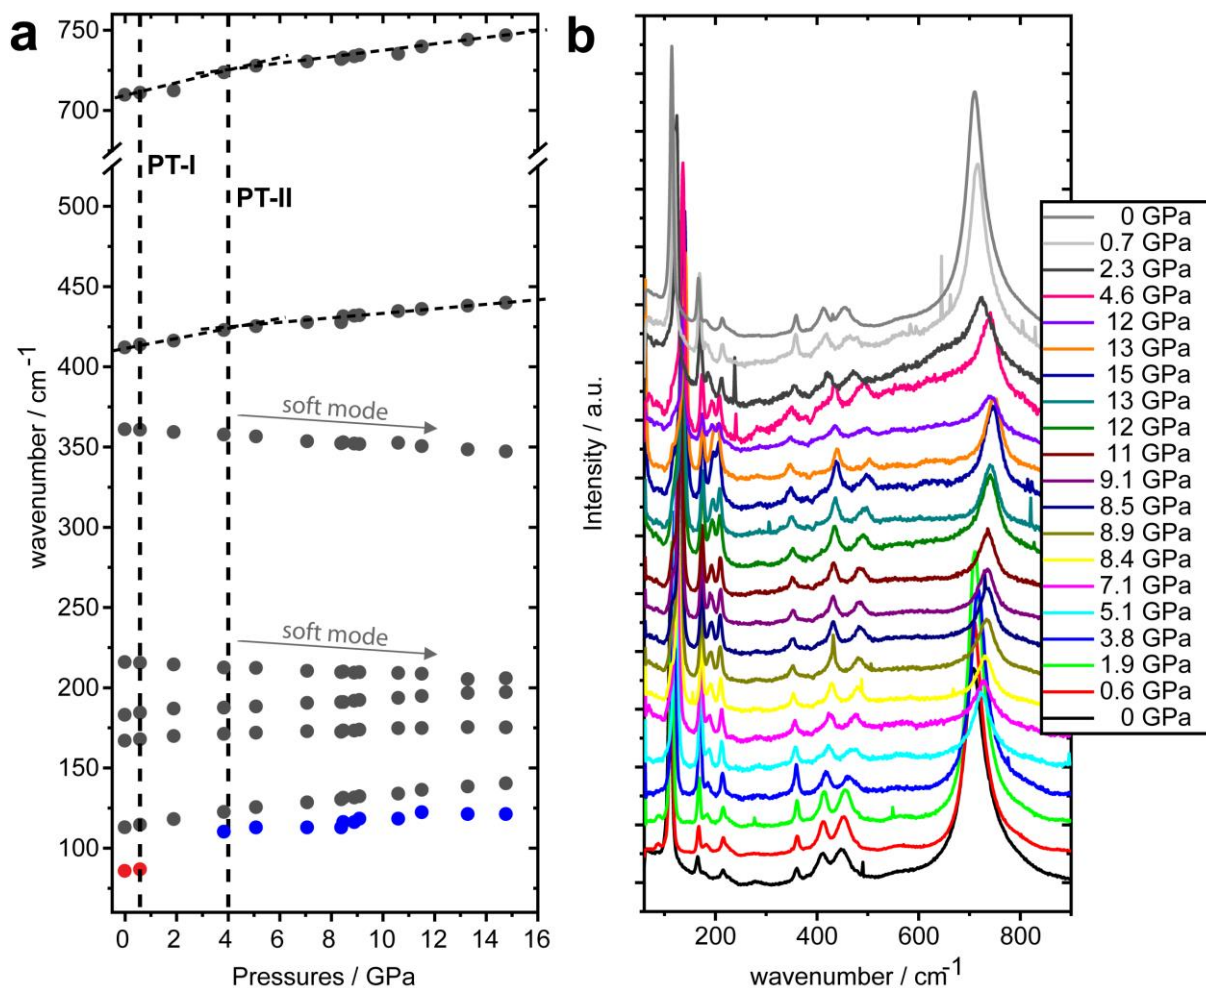 a
750
700
PT-I
PT-II
500
450
400
soft mode
350
300
250
soft mode
200
150
100
wavenumber / cm-1
0 2 4 6 8 10 12 14 16
Pressures / GPa
b
Intensity / a.u.
0 GPa
0.7 GPa
2.3 GPa
4.6 GPa
12 GPa
13 GPa
15 GPa
13 GPa
12 GPa
11 GPa
9.1 GPa
8.5 GPa
8.9 GPa
8.4 GPa
7.1 GPa
5.1 GPa
3.8 GPa
1.9 GPa
0.6 GPa
0 GPa
200 400 600 800
wavenumber / cm-1